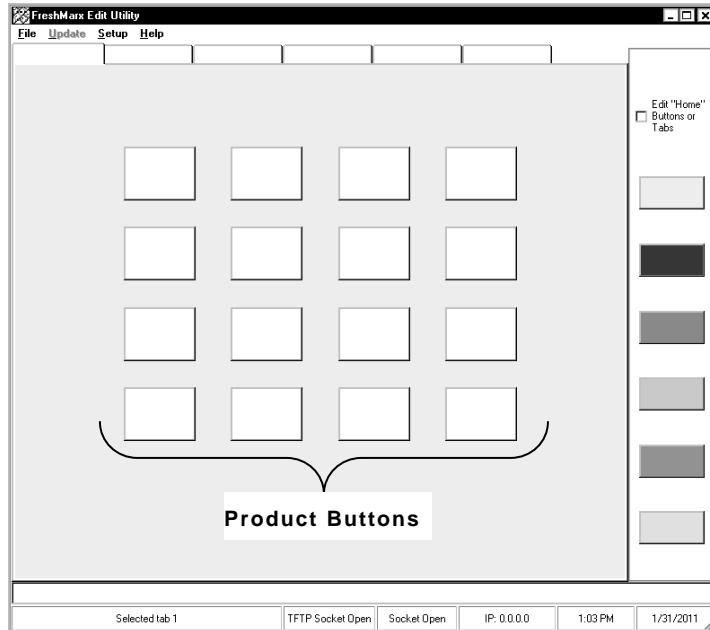 FreshMarx Edit Utility
File Update Setup Help
Edit "Home"
Buttons or
Tabs
Product Buttons
Selected tab 1 TFTP Socket Open Socket Open IP: 0.0.0.0 1:03 PM 1/31/2011